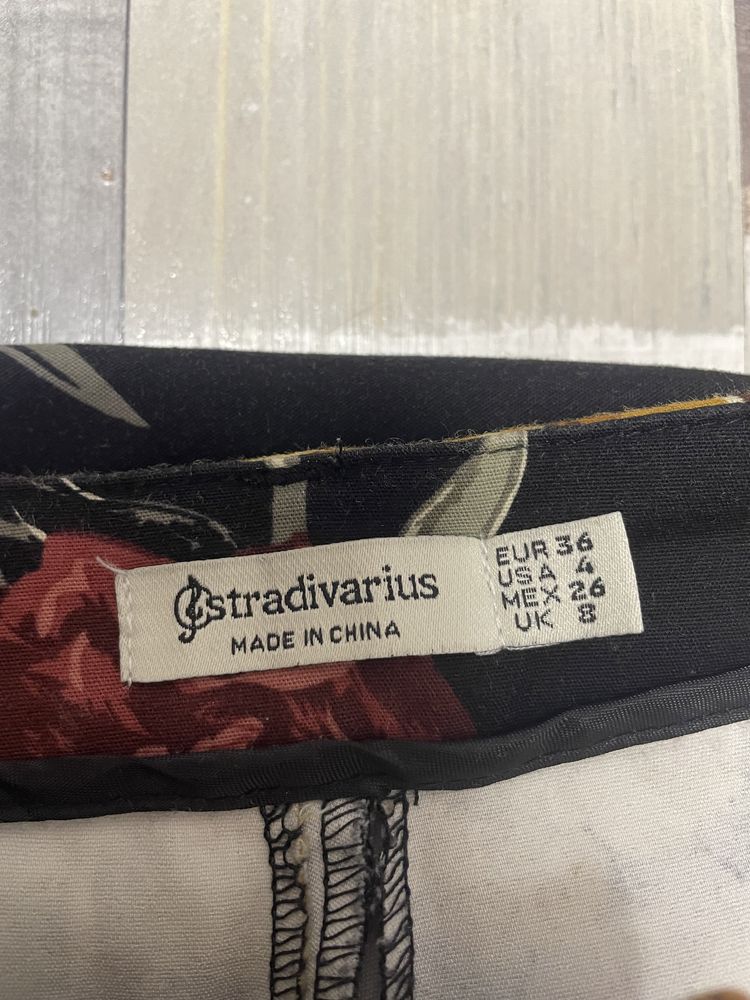 stradivarius
MADE IN CHINA
EUR 36
USA 4
MEX 26
UK 8